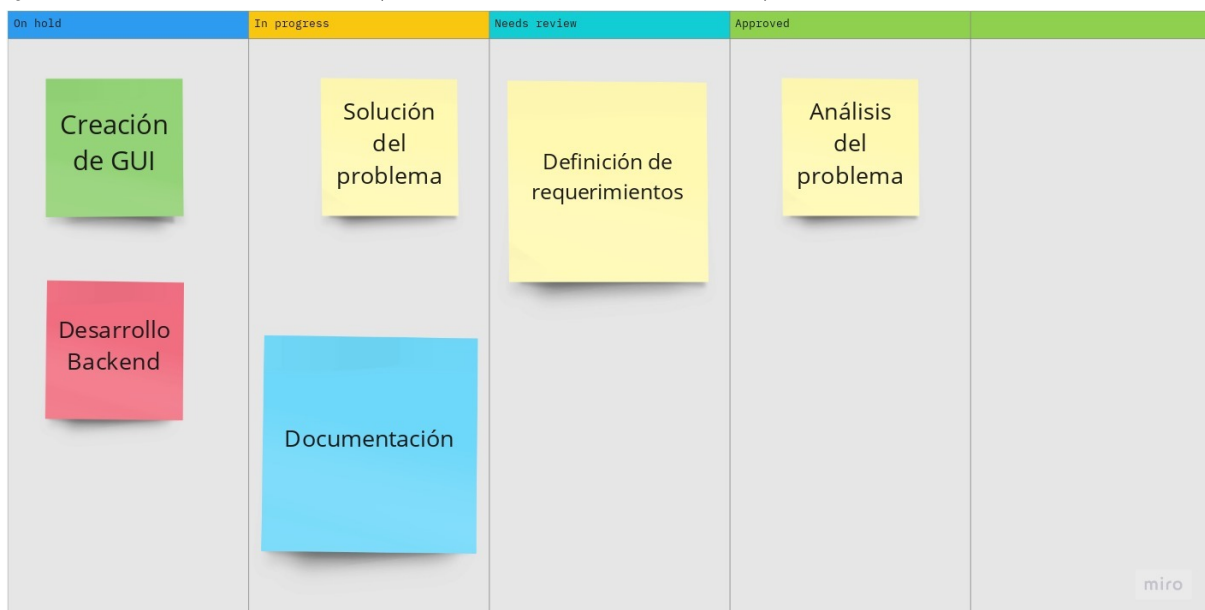 On hold
In progress
Needs review
Approved
Creación
de GUI
Desarrollo
Backend
Solución
del
problema
Documentación
Definición de
requerimientos
Análisis
del
problema
miro